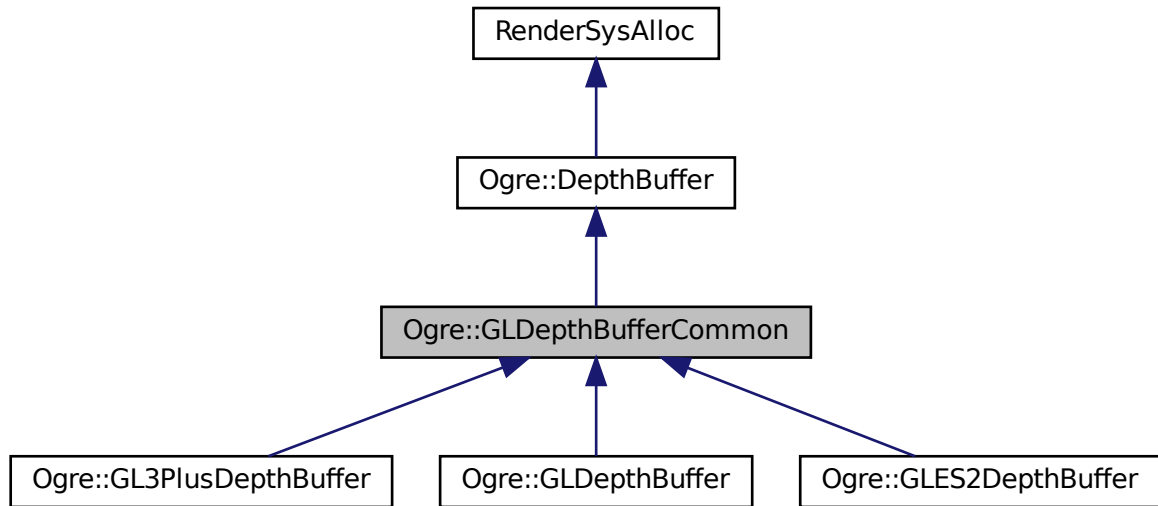 RenderSysAlloc
Ogre::DepthBuffer
Ogre::GLDepthBufferCommon
Ogre::GL3PlusDepthBuffer
Ogre::GLDepthBuffer
Ogre::GLES2DepthBuffer